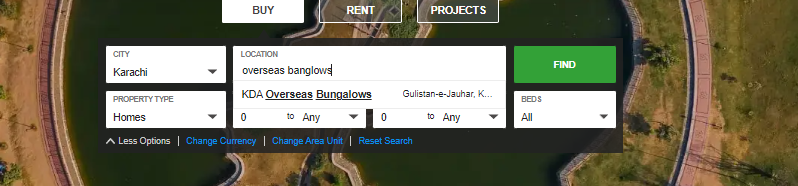 BUY
RENT
PROJECTS
CITY
Karachi
LOCATION
overseas banglows
FIND
KDA Overseas Bungalows
Gulistan-e-Jauhar, K...
PROPERTY TYPE
Homes
0 to Any
0 to Any
BEDS
All
Less Options | Change Currency | Change Area Unit | Reset Search